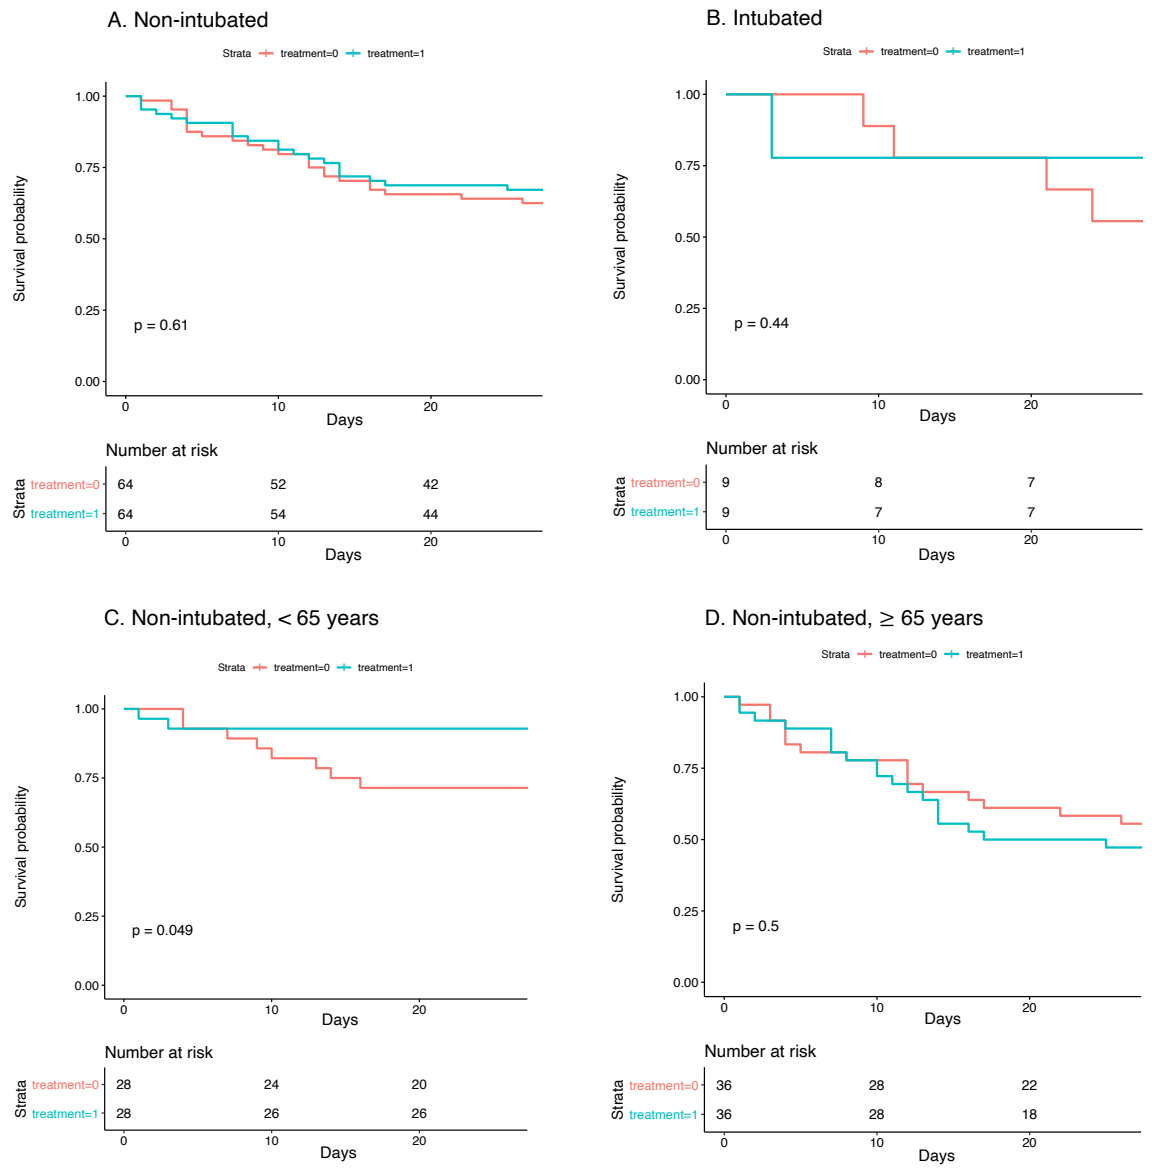 A. Non-intubated
Strata treatment=0 treatment=1
1.00
0.75
0.50
0.25
0.00
Survival probability
p = 0.61
0 10 20
Days
Number at risk
Strata
treatment=0 64 52 42
treatment=1 64 54 44
0 10 20
Days
B. Intubated
Strata treatment=0 treatment=1
1.00
0.75
0.50
0.25
0.00
Survival probability
p = 0.44
0 10 20
Days
Number at risk
Strata
treatment=0 9 8 7
treatment=1 9 7 7
0 10 20
Days
C. Non-intubated, < 65 years
Strata treatment=0 treatment=1
1.00
0.75
0.50
0.25
0.00
Survival probability
p = 0.049
0 10 20
Days
Number at risk
Strata
treatment=0 28 24 20
treatment=1 28 26 26
0 10 20
Days
D. Non-intubated, ≥ 65 years
Strata treatment=0 treatment=1
1.00
0.75
0.50
0.25
0.00
Survival probability
p = 0.5
0 10 20
Days
Number at risk
Strata
treatment=0 36 28 22
treatment=1 36 28 18
0 10 20
Days